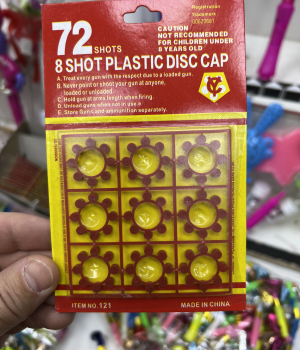 Registration
Trademark
72 SHOTS
CAUTION
NOT RECOMMENDED
FOR CHILDREN UNDER
8 YEARS OLD
8 SHOT PLASTIC DISC CAP
A. Treat every gun with the respect due to a loaded gun.
B. Never point or shoot your gun at anyone,
loaded or unloaded.
C. Hold gun at arms length when firing
D. Unload guns when not in use.
E. Store Gun and ammunition separately.
ITEM NO. 121
MADE IN CHINA